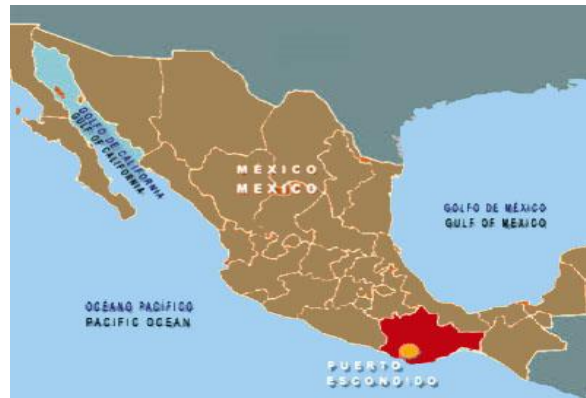 GOLFO DE CALIFORNIA
GULF OF CALIFORNIA
MÉXICO
MEXICO
GOLFO DE MÉXICO
GULF OF MEXICO
OCEANO PACÍFICO
PACIFIC OCEAN
PUERTO
ESCONDIDO